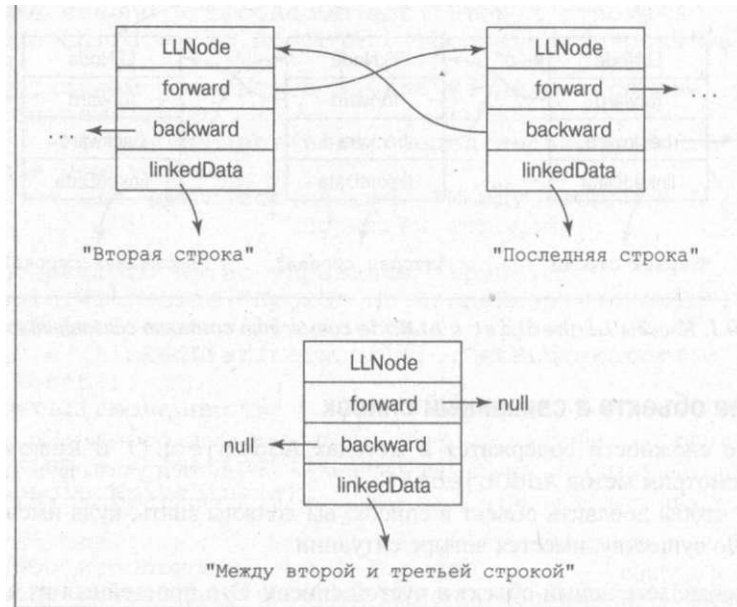 LLNode
forward
backward
linkedData
"Вторая строка"
LLNode
forward
...
backward
...
linkedData
"Последняя строка"
LLNode
forward
null
backward
null
linkedData
"Между второй и третьей строкой"